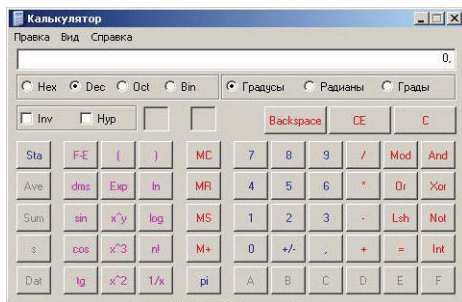 Калькулятор
Правка Вид Справка
0,
Hex Dec Oct Bin Градусы Радианы Грады
Inv Hyp Backspace CE C
Sta F-E ( ) MC 7 8 9 / Mod And
Ave dms Exp ln MR 4 5 6 * Or Xor
Sum sin x^y log MS 1 2 3 - Lsh Not
s cos x^3 n! M+ 0 +/- , + = Int
Dat tg x^2 1/x pi A B C D E F